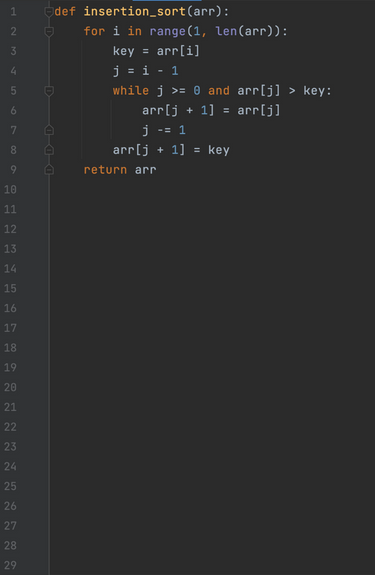 1 def insertion_sort(arr):
2     for i in range(1, len(arr)):
3         key = arr[i]
4         j = i - 1
5         while j >= 0 and arr[j] > key:
6             arr[j + 1] = arr[j]
7             j -= 1
8         arr[j + 1] = key
9     return arr
10
11
12
13
14
15
16
17
18
19
20
21
22
23
24
25
26
27
28
29